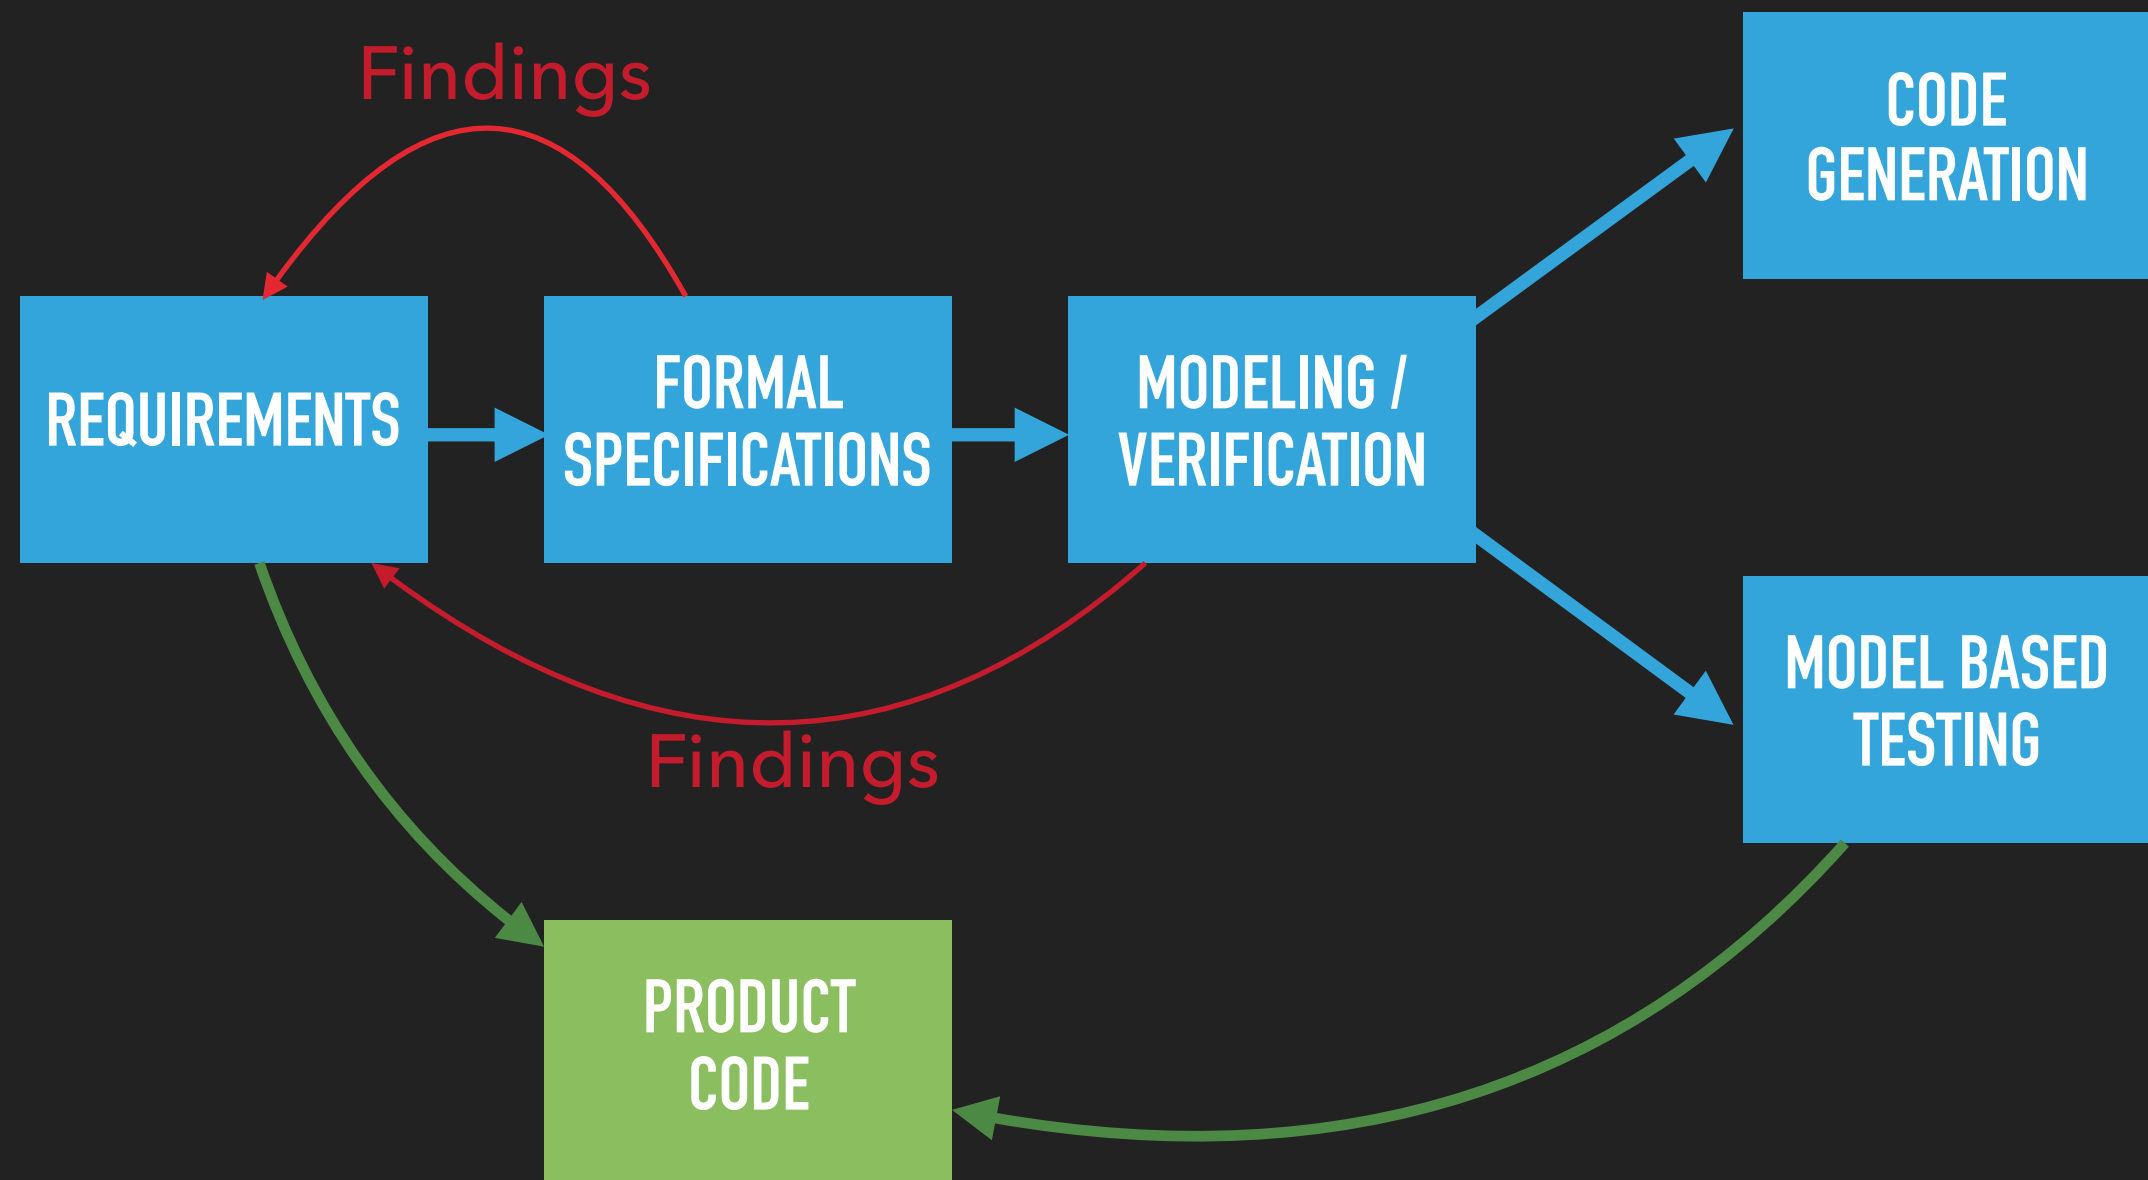 Findings
CODE
GENERATION
REQUIREMENTS
FORMAL
SPECIFICATIONS
MODELING /
VERIFICATION
MODEL BASED
TESTING
Findings
PRODUCT
CODE